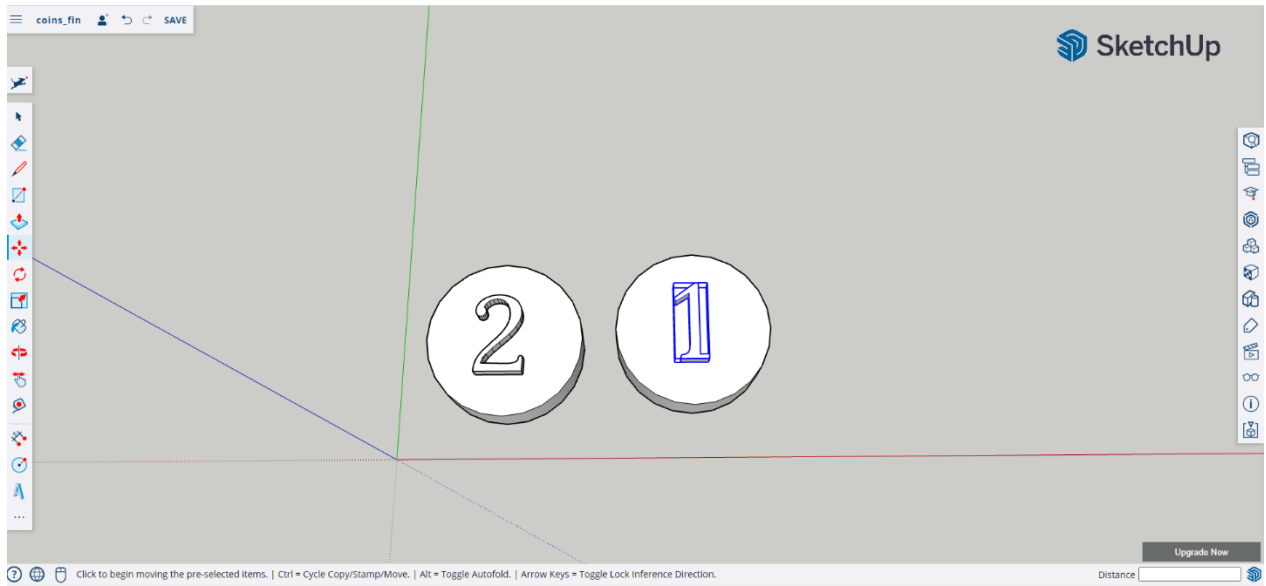 coins_fin SAVE
SketchUp
2 1
Upgrade Now
Click to begin moving the pre-selected items. | Ctrl = Cycle Copy/Stamp/Move. | Alt = Toggle Autofold. | Arrow Keys = Toggle Lock Inference Direction. Distance